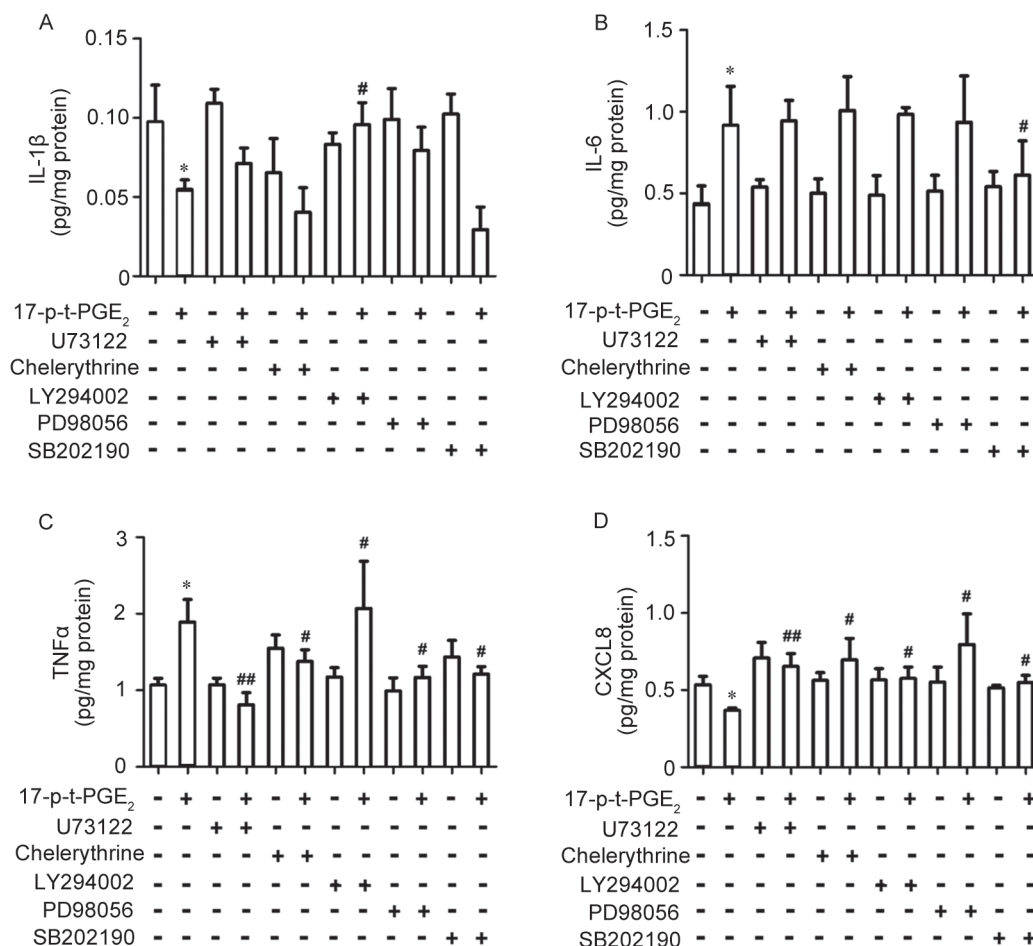 A
0.15
0.10
0.05
0
IL-1β
(pg/mg protein)
*
#
17-p-t-PGE2 - + - + - + - + - + - +
U73122 - - + + - - - - - - - -
Chelerythrine - - - - + + - - - - - -
LY294002 - - - - - - + + - - - -
PD98056 - - - - - - - - + + - -
SB202190 - - - - - - - - - - + +
B
1.5
1.0
0.5
0
IL-6
(pg/mg protein)
*
#
17-p-t-PGE2 - + - + - + - + - + - +
U73122 - - + + - - - - - - - -
Chelerythrine - - - - + + - - - - - -
LY294002 - - - - - - + + - - - -
PD98056 - - - - - - - - + + - -
SB202190 - - - - - - - - - - + +
C
3
2
1
0
TNFα
(pg/mg protein)
*
##
#
#
#
#
17-p-t-PGE2 - + - + - + - + - + - +
U73122 - - + + - - - - - - - -
Chelerythrine - - - - + + - - - - - -
LY294002 - - - - - - + + - - - -
PD98056 - - - - - - - - + + - -
SB202190 - - - - - - - - - - + +
D
1.5
1.0
0.5
0
CXCL8
(pg/mg protein)
*
##
#
#
#
#
17-p-t-PGE2 - + - + - + - + - + - +
U73122 - - + + - - - - - - - -
Chelerythrine - - - - + + - - - - - -
LY294002 - - - - - - + + - - - -
PD98056 - - - - - - - - + + - -
SB202190 - - - - - - - - - - + +